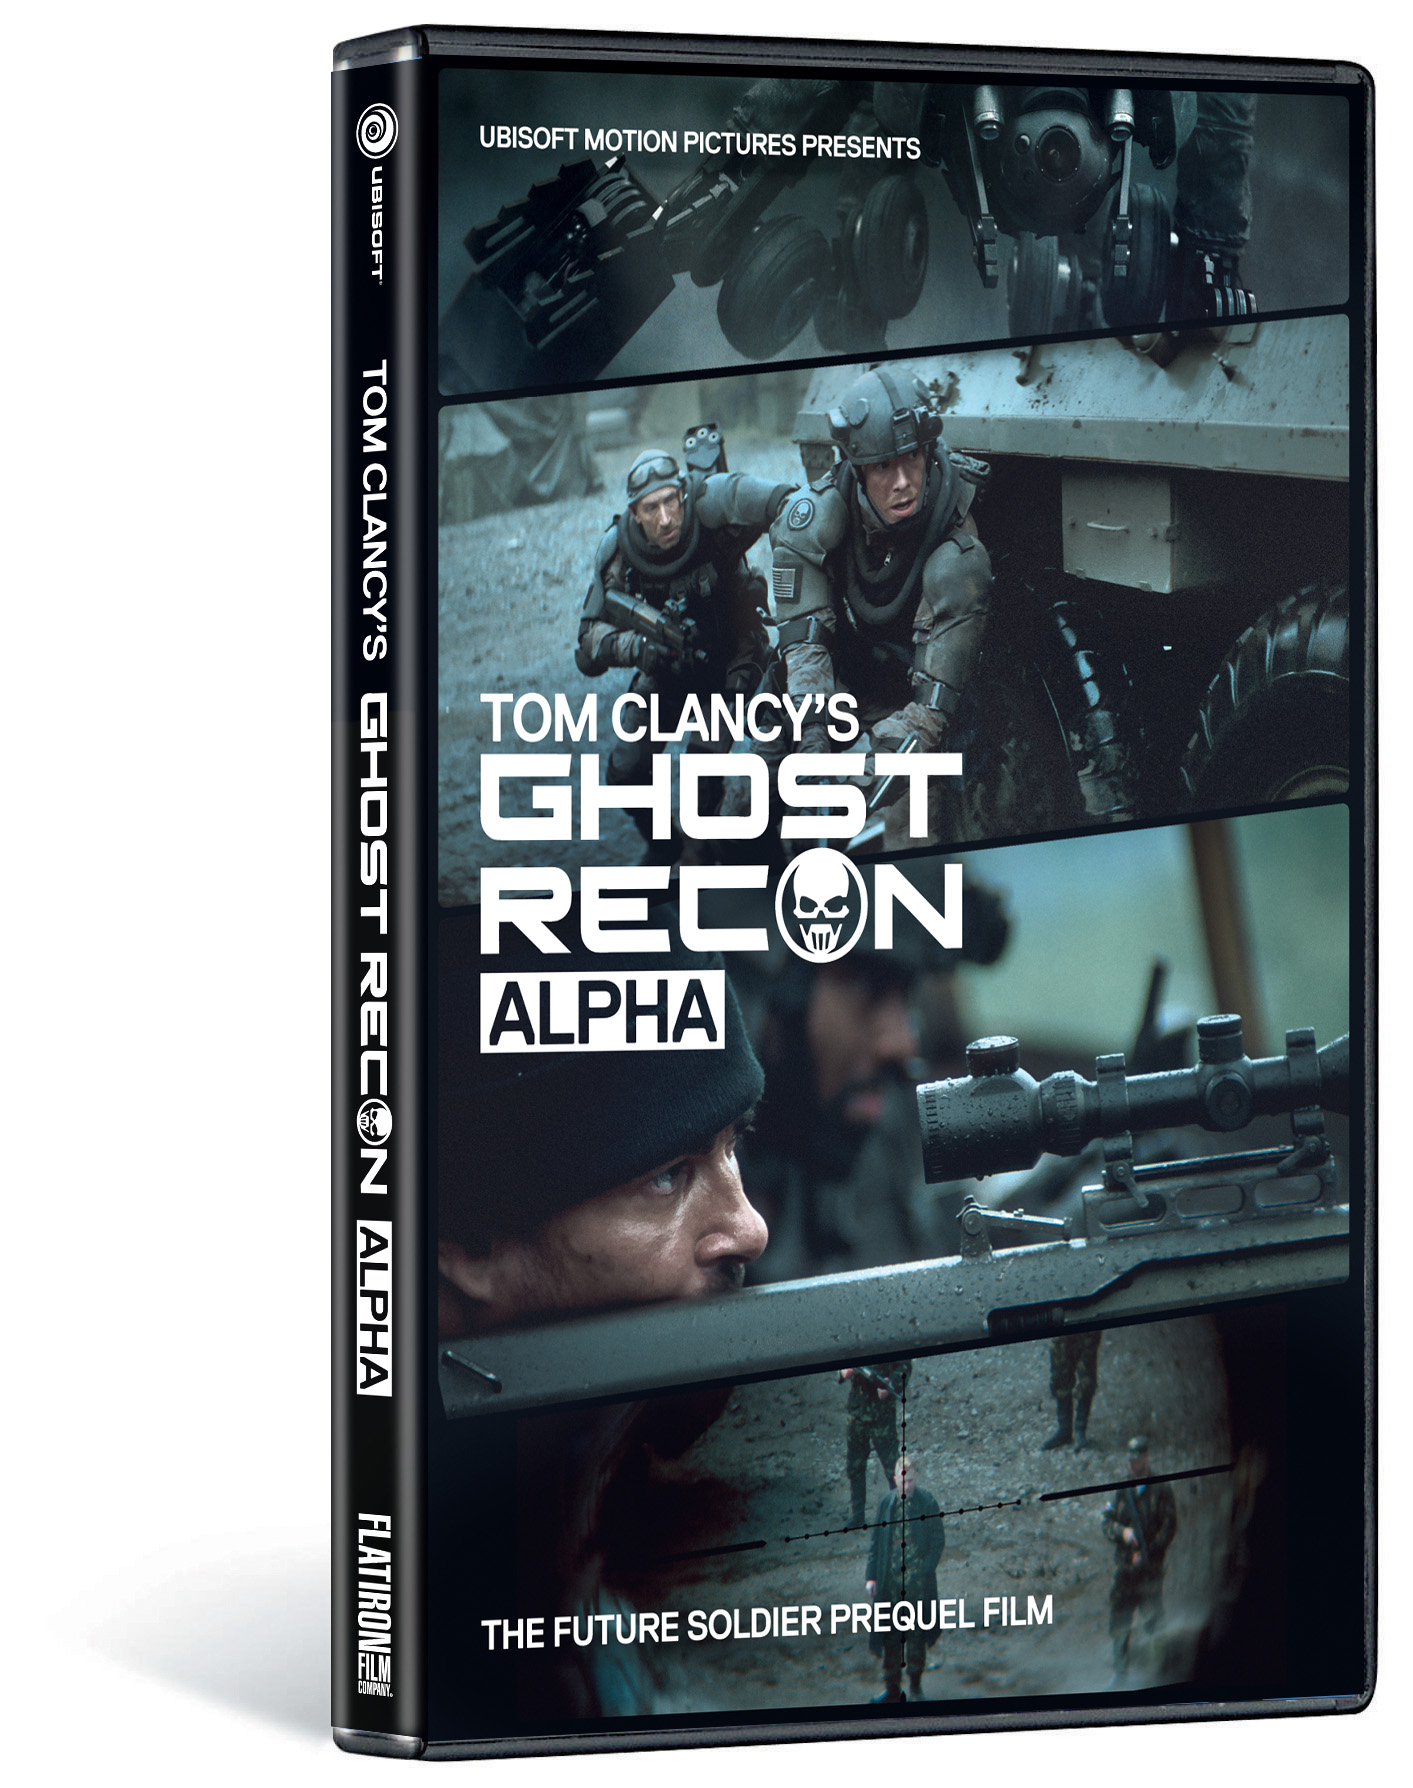 UBISOFT
TOM CLANCY'S GHOST RECON ALPHA
FLATIRON
FILM
COMPANY
UBISOFT MOTION PICTURES PRESENTS
TOM CLANCY'S
GHOST
RECON
ALPHA
THE FUTURE SOLDIER PREQUEL FILM